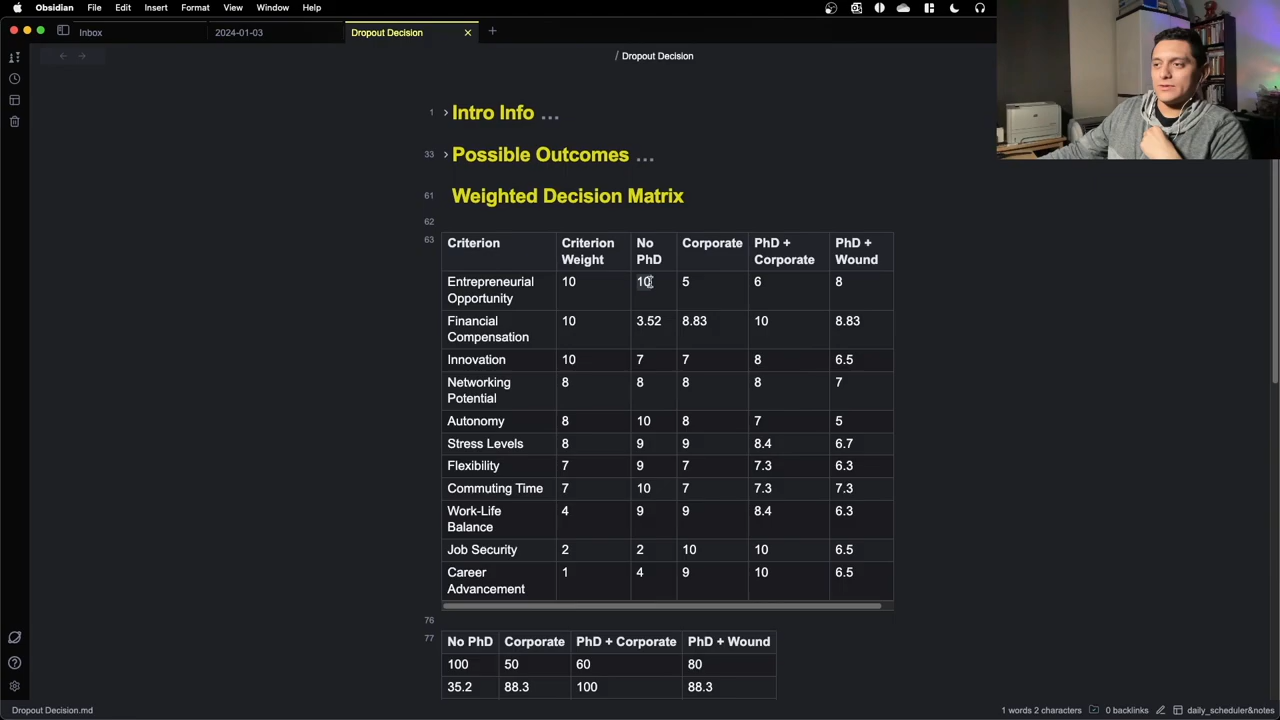 Obsidian File Edit Insert Format View Window Help
Inbox 2024-01-03 Dropout Decision
/ Dropout Decision
1 Intro Info ...
33 Possible Outcomes ...
61 Weighted Decision Matrix
62
63
Criterion Criterion Weight No PhD Corporate PhD + Corporate PhD + Wound
Entrepreneurial Opportunity 10 10 5 6 8
Financial Compensation 10 3.52 8.83 10 8.83
Innovation 10 7 7 8 6.5
Networking Potential 8 8 8 8 7
Autonomy 8 10 8 7 5
Stress Levels 8 9 9 8.4 6.7
Flexibility 7 9 7 7.3 6.3
Commuting Time 7 10 7 7.3 7.3
Work-Life Balance 4 9 9 8.4 6.3
Job Security 2 2 10 10 6.5
Career Advancement 1 4 9 10 6.5
76
77
No PhD Corporate PhD + Corporate PhD + Wound
100 50 60 80
35.2 88.3 100 88.3
Dropout Decision.md 1 words 2 characters 0 backlinks daily_scheduler&notes